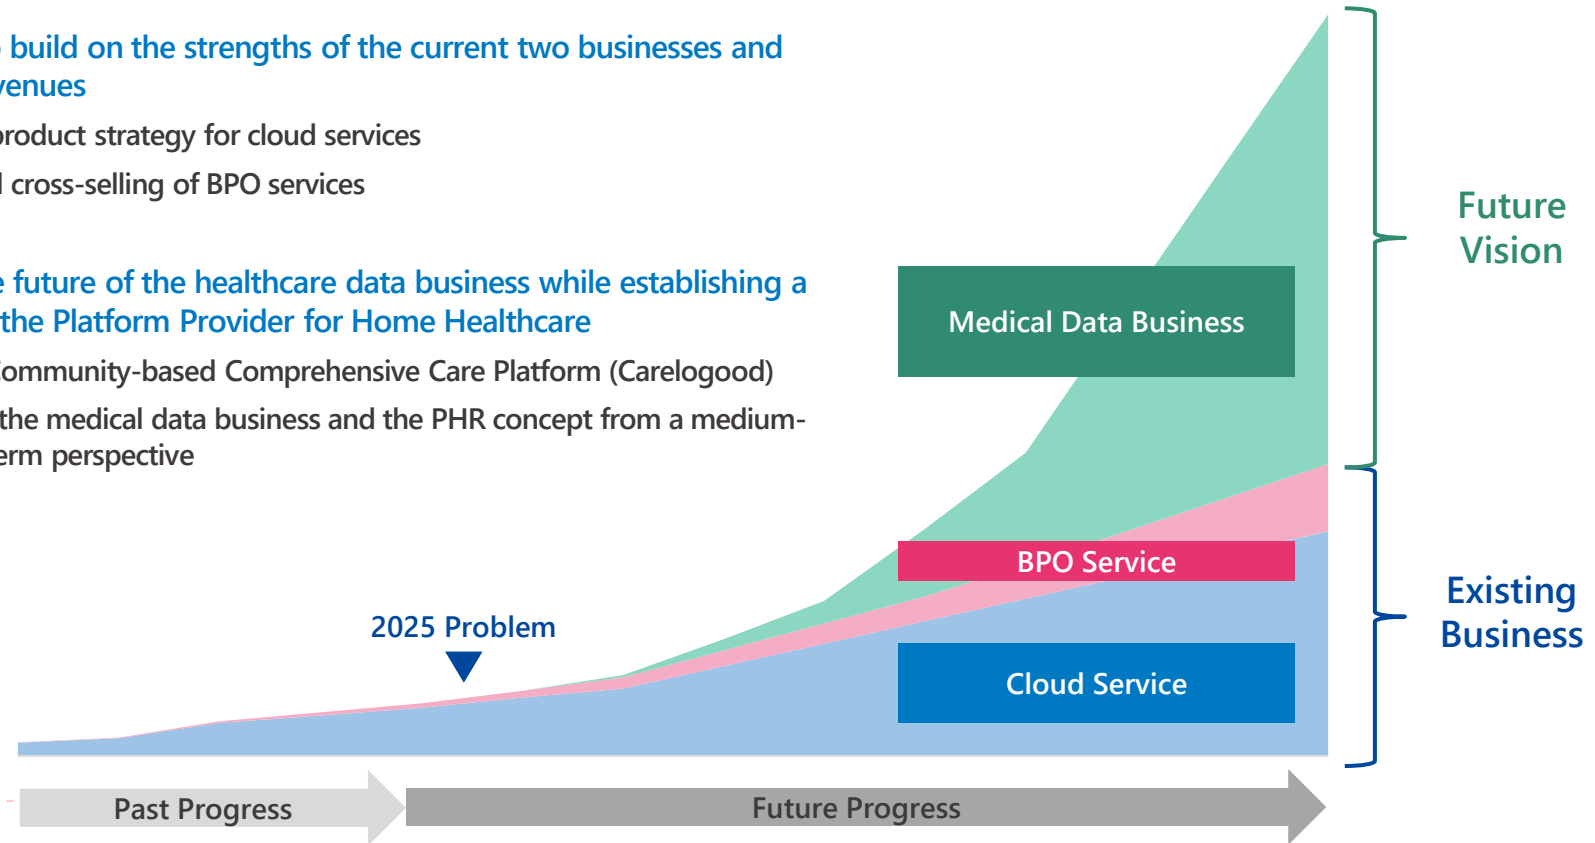 build on the strengths of the current two businesses and
venues
product strategy for cloud services
cross-selling of BPO services
future of the healthcare data business while establishing a
the Platform Provider for Home Healthcare
Community-based Comprehensive Care Platform (Carelogood)
the medical data business and the PHR concept from a medium-
erm perspective
Future
Vision
Medical Data Business
BPO Service
Existing
Business
2025 Problem
Cloud Service
Past Progress
Future Progress